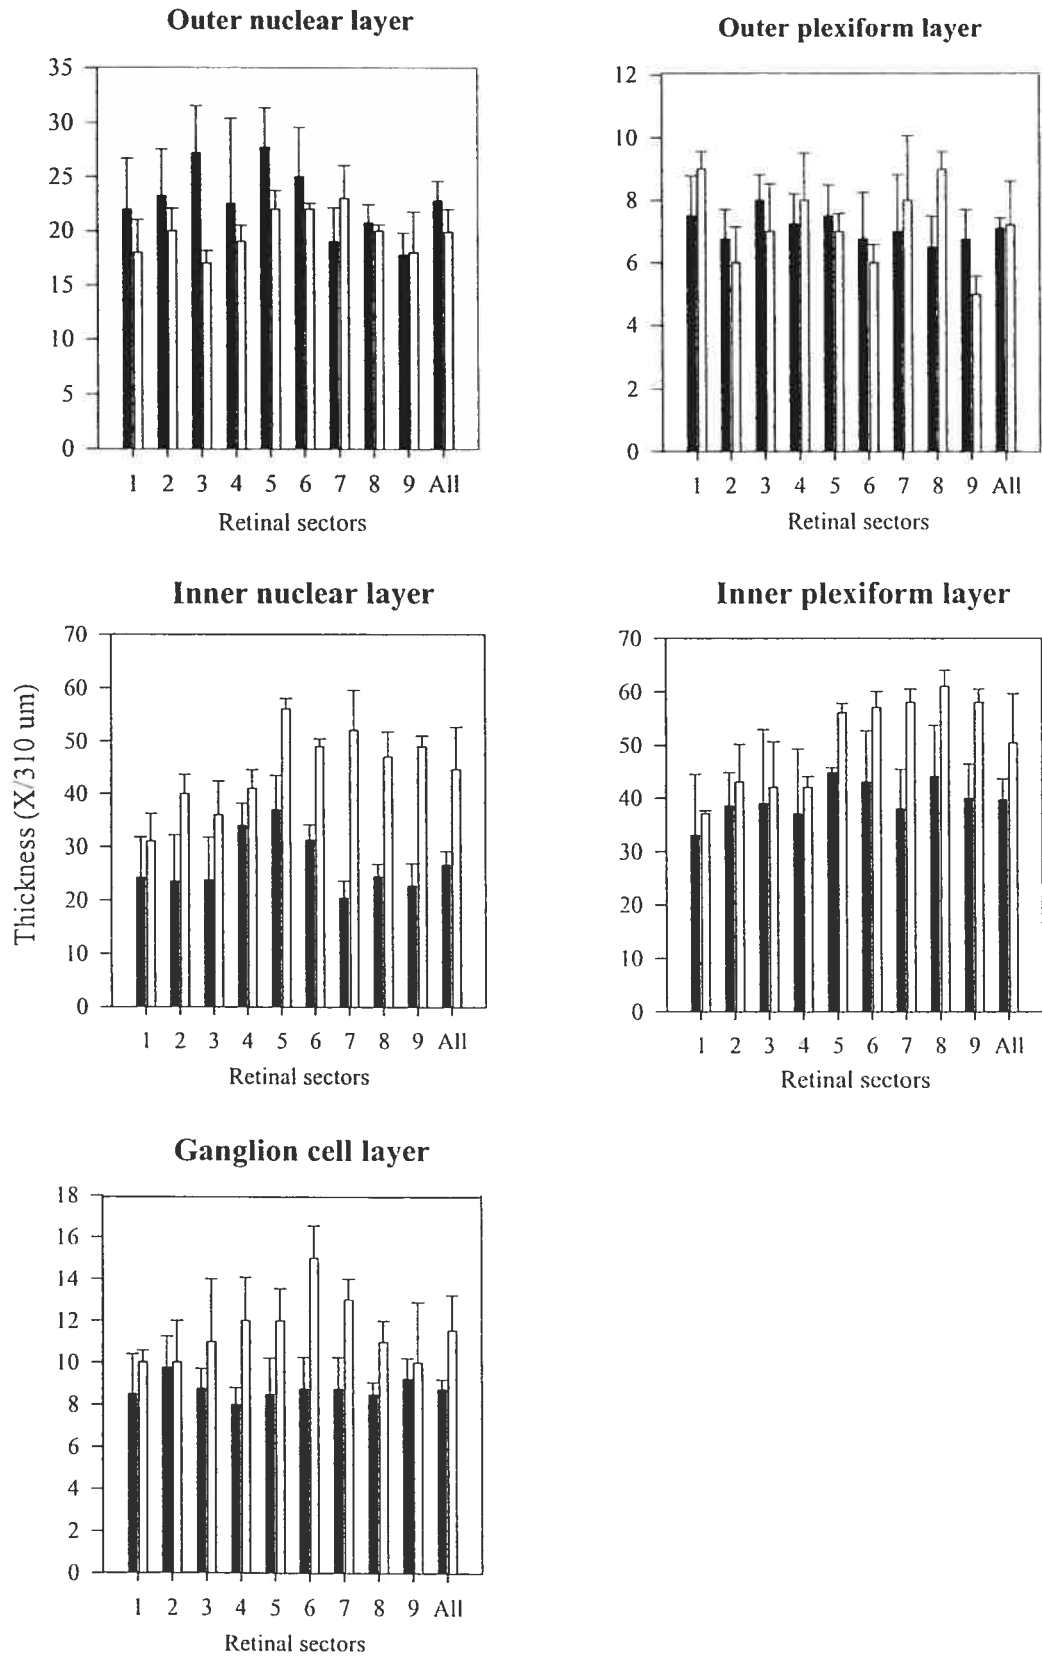 Outer nuclear layer
35
30
25
20
15
10
5
0
1 2 3 4 5 6 7 8 9 All
Retinal sectors
Outer plexiform layer
12
10
8
6
4
2
0
1 2 3 4 5 6 7 8 9 All
Retinal sectors
Inner nuclear layer
Thickness (X/310 um)
70
60
50
40
30
20
10
0
1 2 3 4 5 6 7 8 9 All
Retinal sectors
Inner plexiform layer
70
60
50
40
30
20
10
0
1 2 3 4 5 6 7 8 9 All
Retinal sectors
Ganglion cell layer
18
16
14
12
10
8
6
4
2
0
1 2 3 4 5 6 7 8 9 All
Retinal sectors